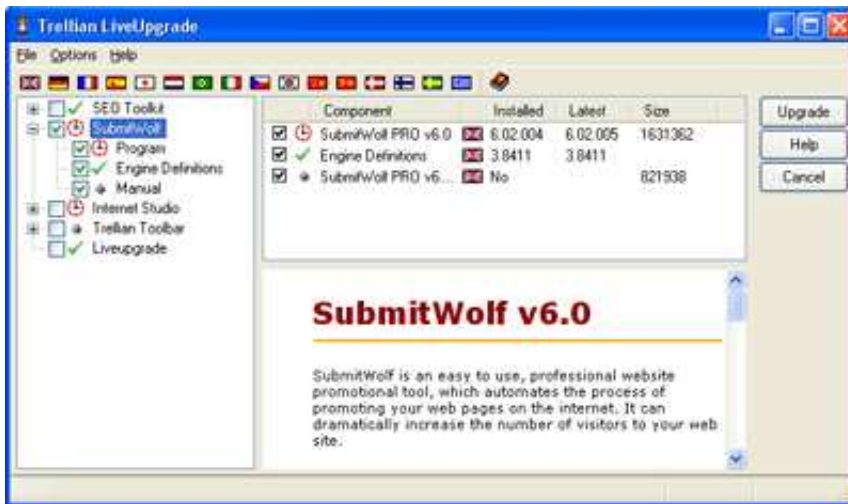 Trellian LiveUpgrade
File Options Help
SEO Toolkit
SubmitWolf
Program
Engine Definitions
Manual
Internet Studio
Trellian Toolbar
Liveupgrade
Component Installed Latest Size
SubmitWolf PRO v6.0 6.02.004 6.02.005 1631362
Engine Definitions 3.8411 3.8411
SubmitWolf PRO v6... No 821938
Upgrade
Help
Cancel
SubmitWolf v6.0
SubmitWolf is an easy to use, professional website
promotional tool, which automates the process of
promoting your web pages on the internet. It can
dramatically increase the number of visitors to your web
site.